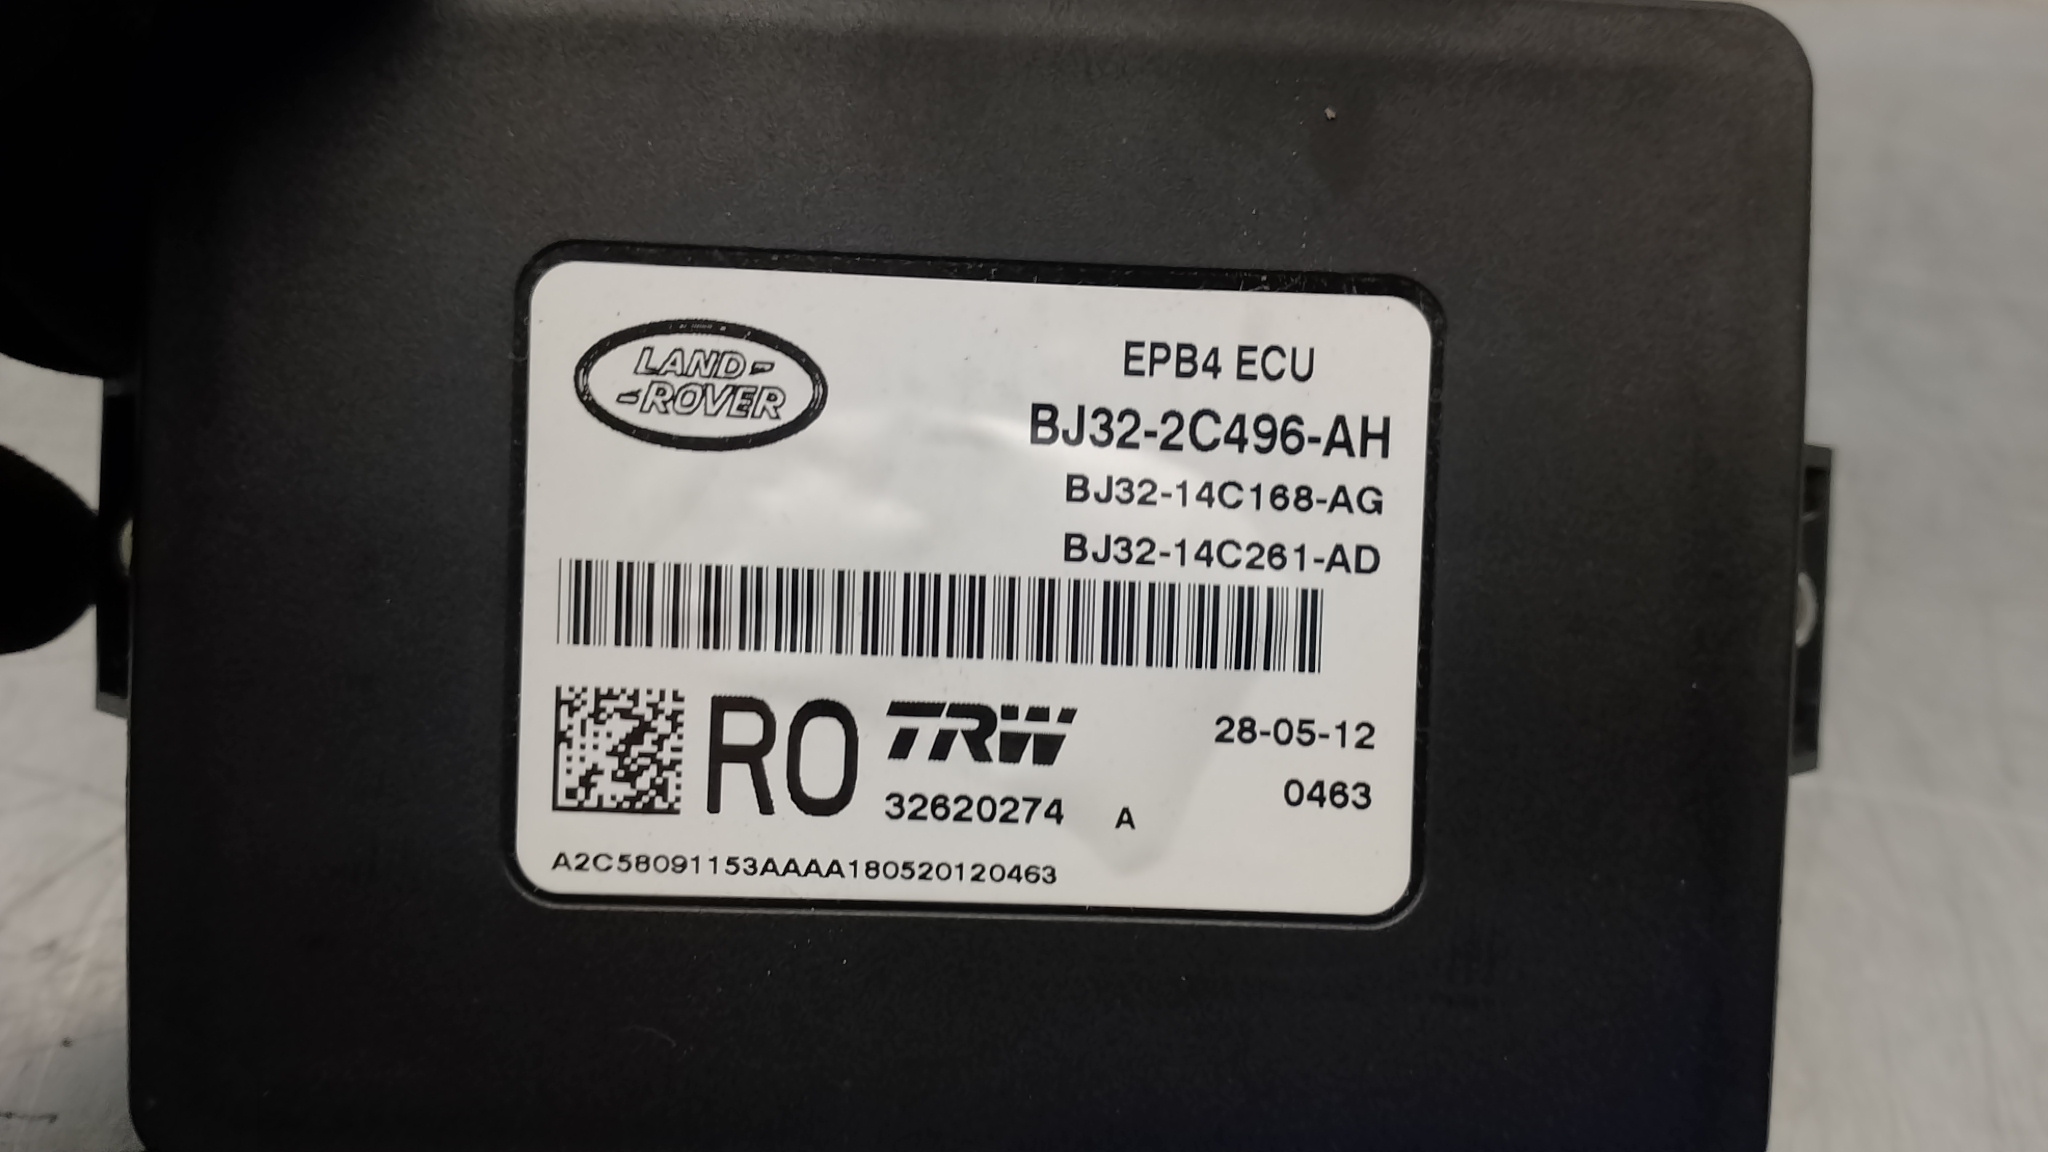 LAND-
-ROVER
EPB4 ECU
BJ32-2C496-AH
BJ32-14C168-AG
BJ32-14C261-AD
RO
TRW
28-05-12
32620274 A
0463
A2C58091153AAAA180520120463